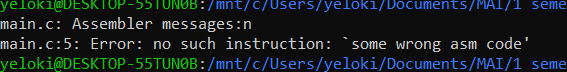 yeloki@DESKTOP-55TUN0B:/mnt/c/Users/yeloki/Documents/MAI/1 seme
main.c: Assembler messages:n
main.c:5: Error: no such instruction: `some wrong asm code'
yeloki@DESKTOP-55TUN0B:/mnt/c/Users/yeloki/Documents/MAI/1 seme